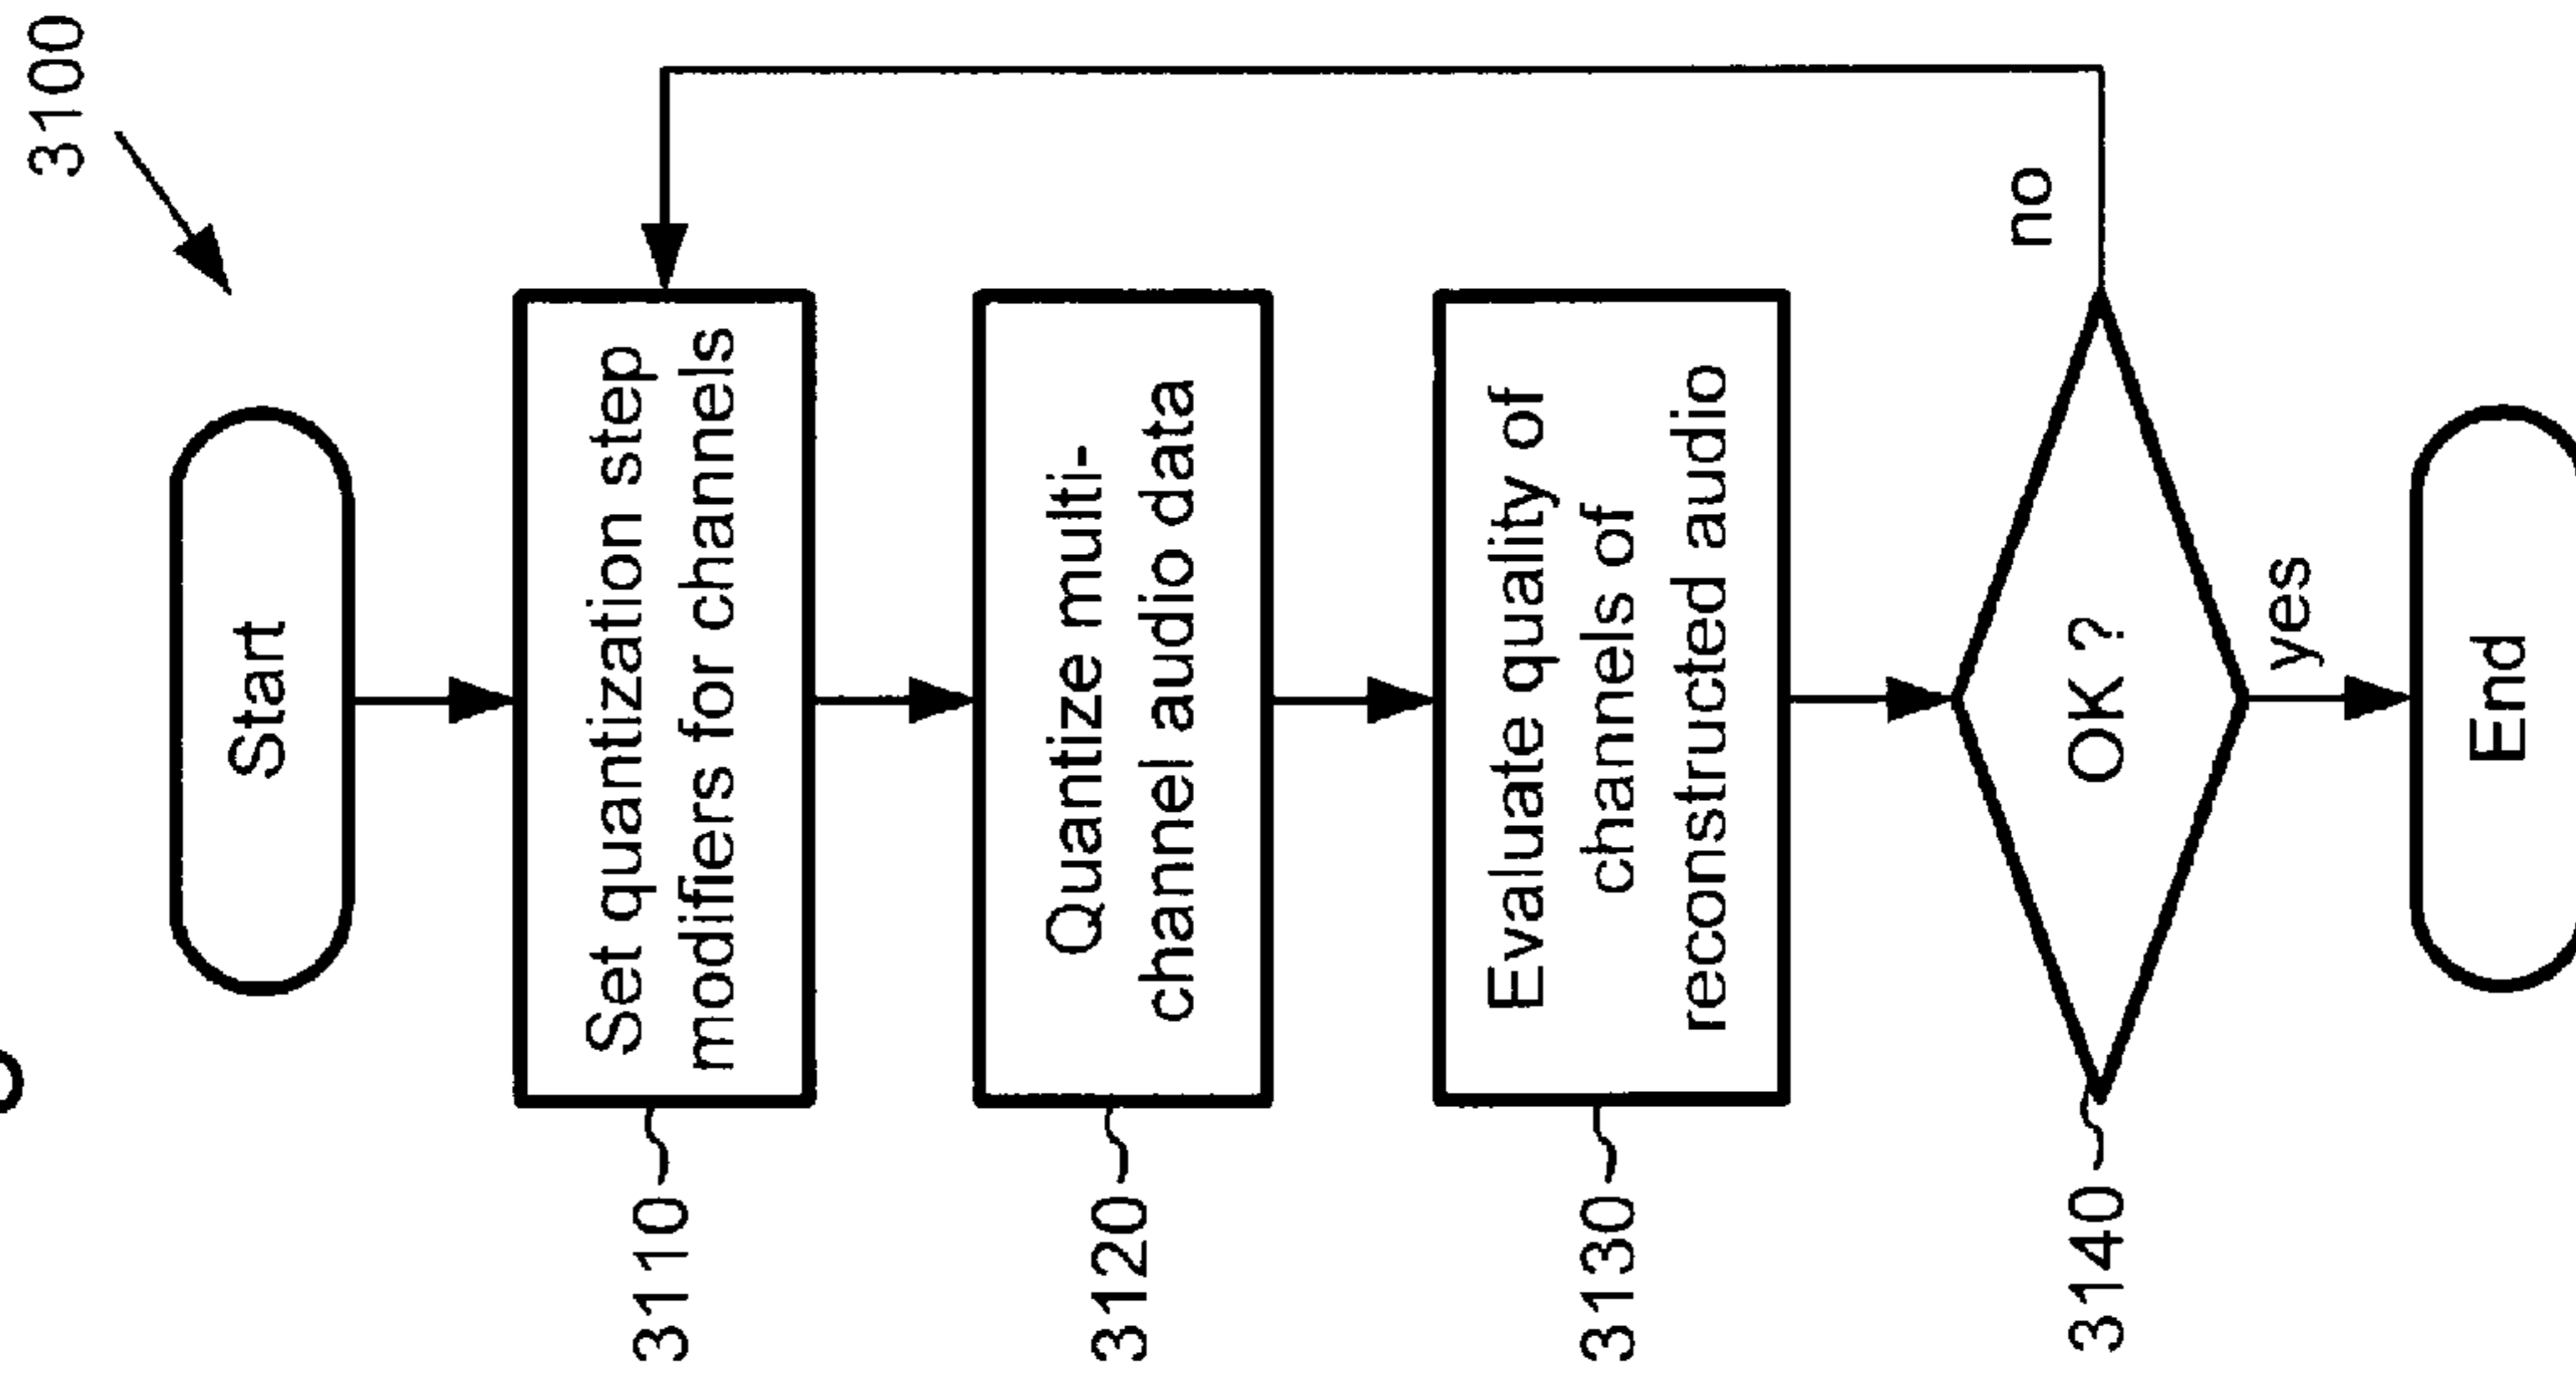 3100
Start
Set quantization step
modifiers for channels
3110
Quantize multi-
channel audio data
3120
Evaluate quality of
channels of
reconstructed audio
3130
OK ?
no
3140
yes
End